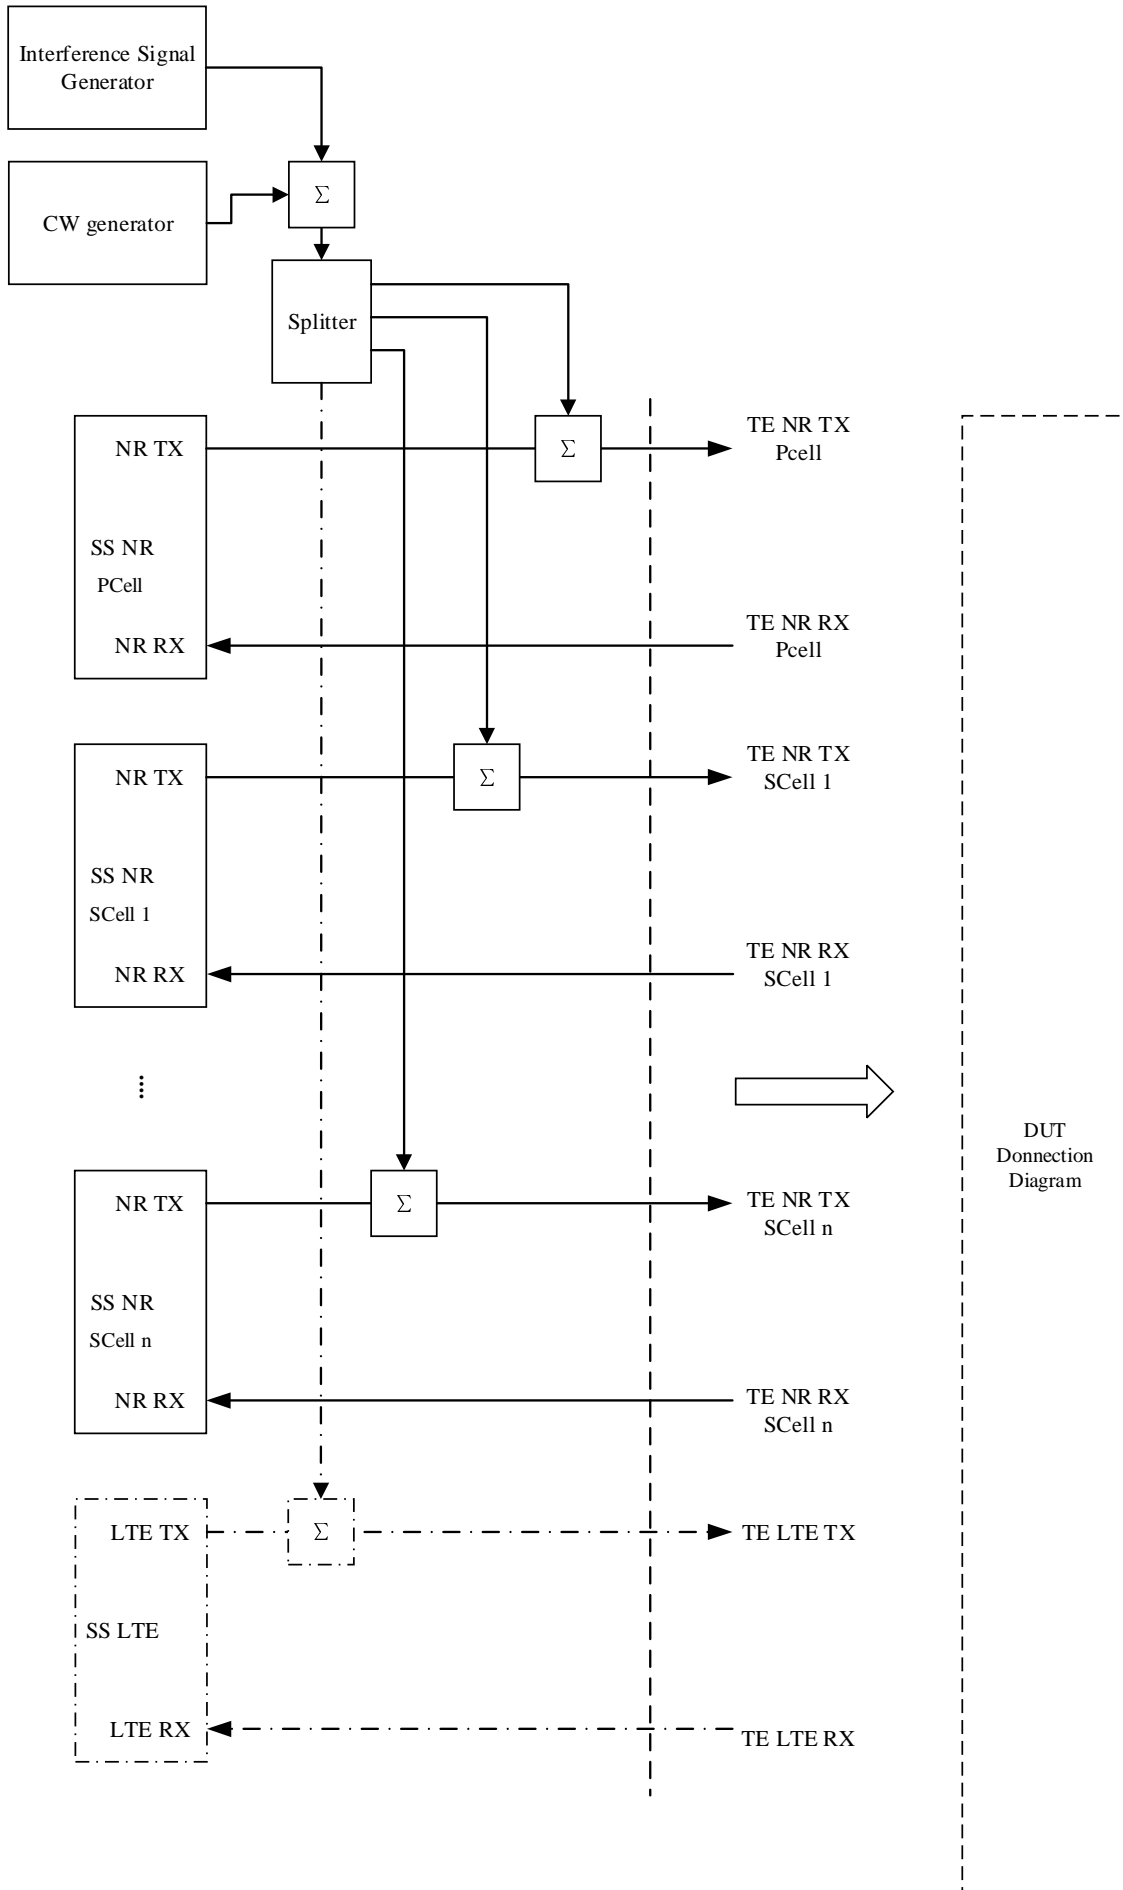 Interference Signal
Generator
Σ
CW generator
Splitter
NR TX
Σ
TE NR TX
Pcell
SS NR
PCell
NR RX
TE NR RX
Pcell
NR TX
Σ
TE NR TX
SCell 1
SS NR
SCell 1
NR RX
TE NR RX
SCell 1
DUT
Donnection
Diagram
NR TX
Σ
TE NR TX
SCell n
SS NR
SCell n
NR RX
TE NR RX
SCell n
LTE TX
Σ
TE LTE TX
SS LTE
LTE RX
TE LTE RX